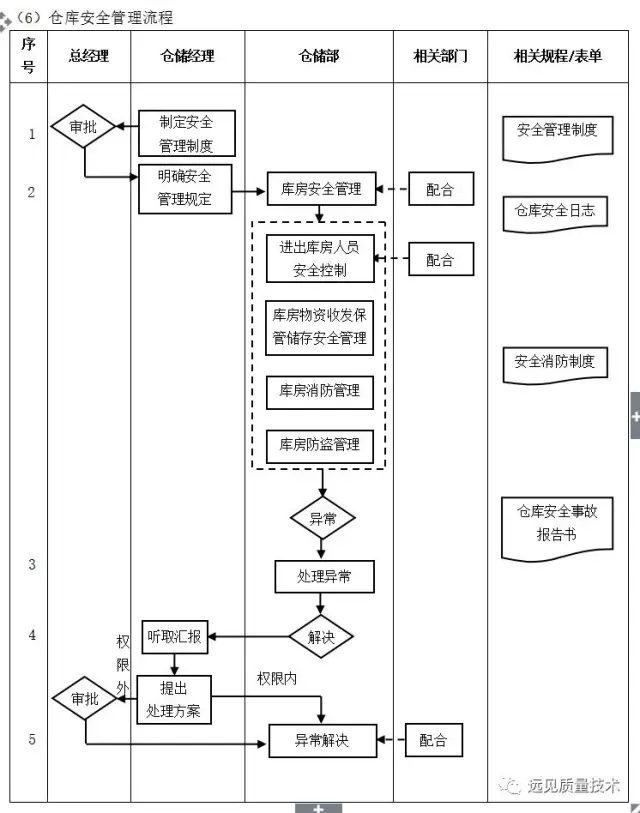 （6）仓库安全管理流程
序号
总经理
仓储经理
仓储部
相关部门
相关规程/表单
1
审批
制定安全
管理制度
安全管理制度
2
明确安全
管理规定
库房安全管理
配合
仓库安全日志
进出库房人员
安全控制
配合
库房物资收发保
管储存安全管理
安全消防制度
库房消防管理
库房防盗管理
异常
仓库安全事故
报告书
3
处理异常
4
听取汇报
解决
权限外
审批
提出
处理方案
权限内
5
异常解决
配合
远见质量技术